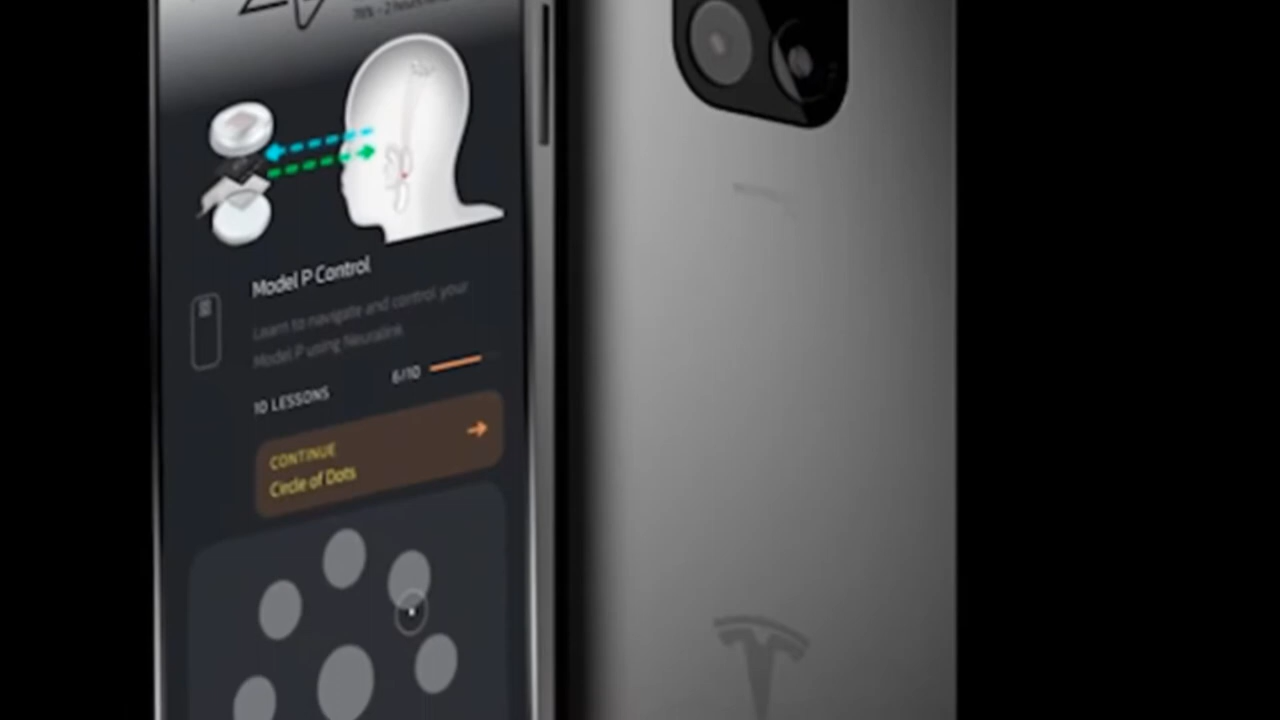 Model P Control
Learn to navigate and control your
Model P using Neuralink
6/10
10 LESSONS
CONTINUE
Circle of Dots